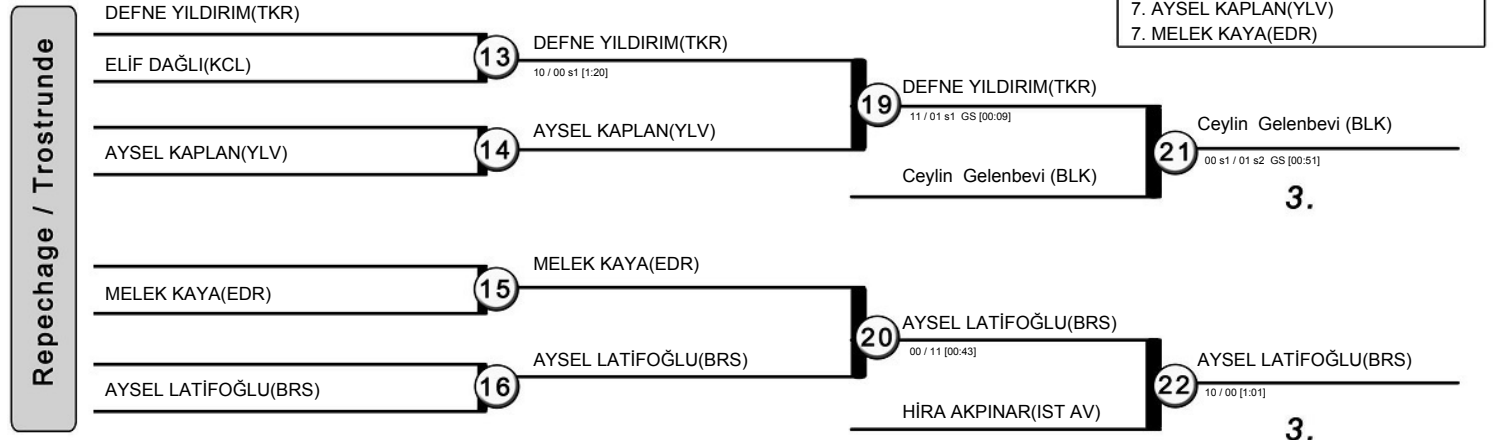 7. AYSEL KAPLAN(YLV)
7. MELEK KAYA(EDR)
Repechage / Trostrunde
DEFNE YILDIRIM(TKR)
ELİF DAĞLI(KCL)
13
DEFNE YILDIRIM(TKR)
10 / 00 s1 [1:20]
AYSEL KAPLAN(YLV)
14
AYSEL KAPLAN(YLV)
19
DEFNE YILDIRIM(TKR)
11 / 01 s1 GS [00:09]
Ceylin Gelenbevi (BLK)
21
Ceylin Gelenbevi (BLK)
00 s1 / 01 s2 GS [00:51]
3.
MELEK KAYA(EDR)
15
MELEK KAYA(EDR)
AYSEL LATİFOĞLU(BRS)
16
AYSEL LATİFOĞLU(BRS)
20
AYSEL LATİFOĞLU(BRS)
00 / 11 [00:43]
HİRA AKPINAR(IST AV)
22
AYSEL LATİFOĞLU(BRS)
10 / 00 [1:01]
3.